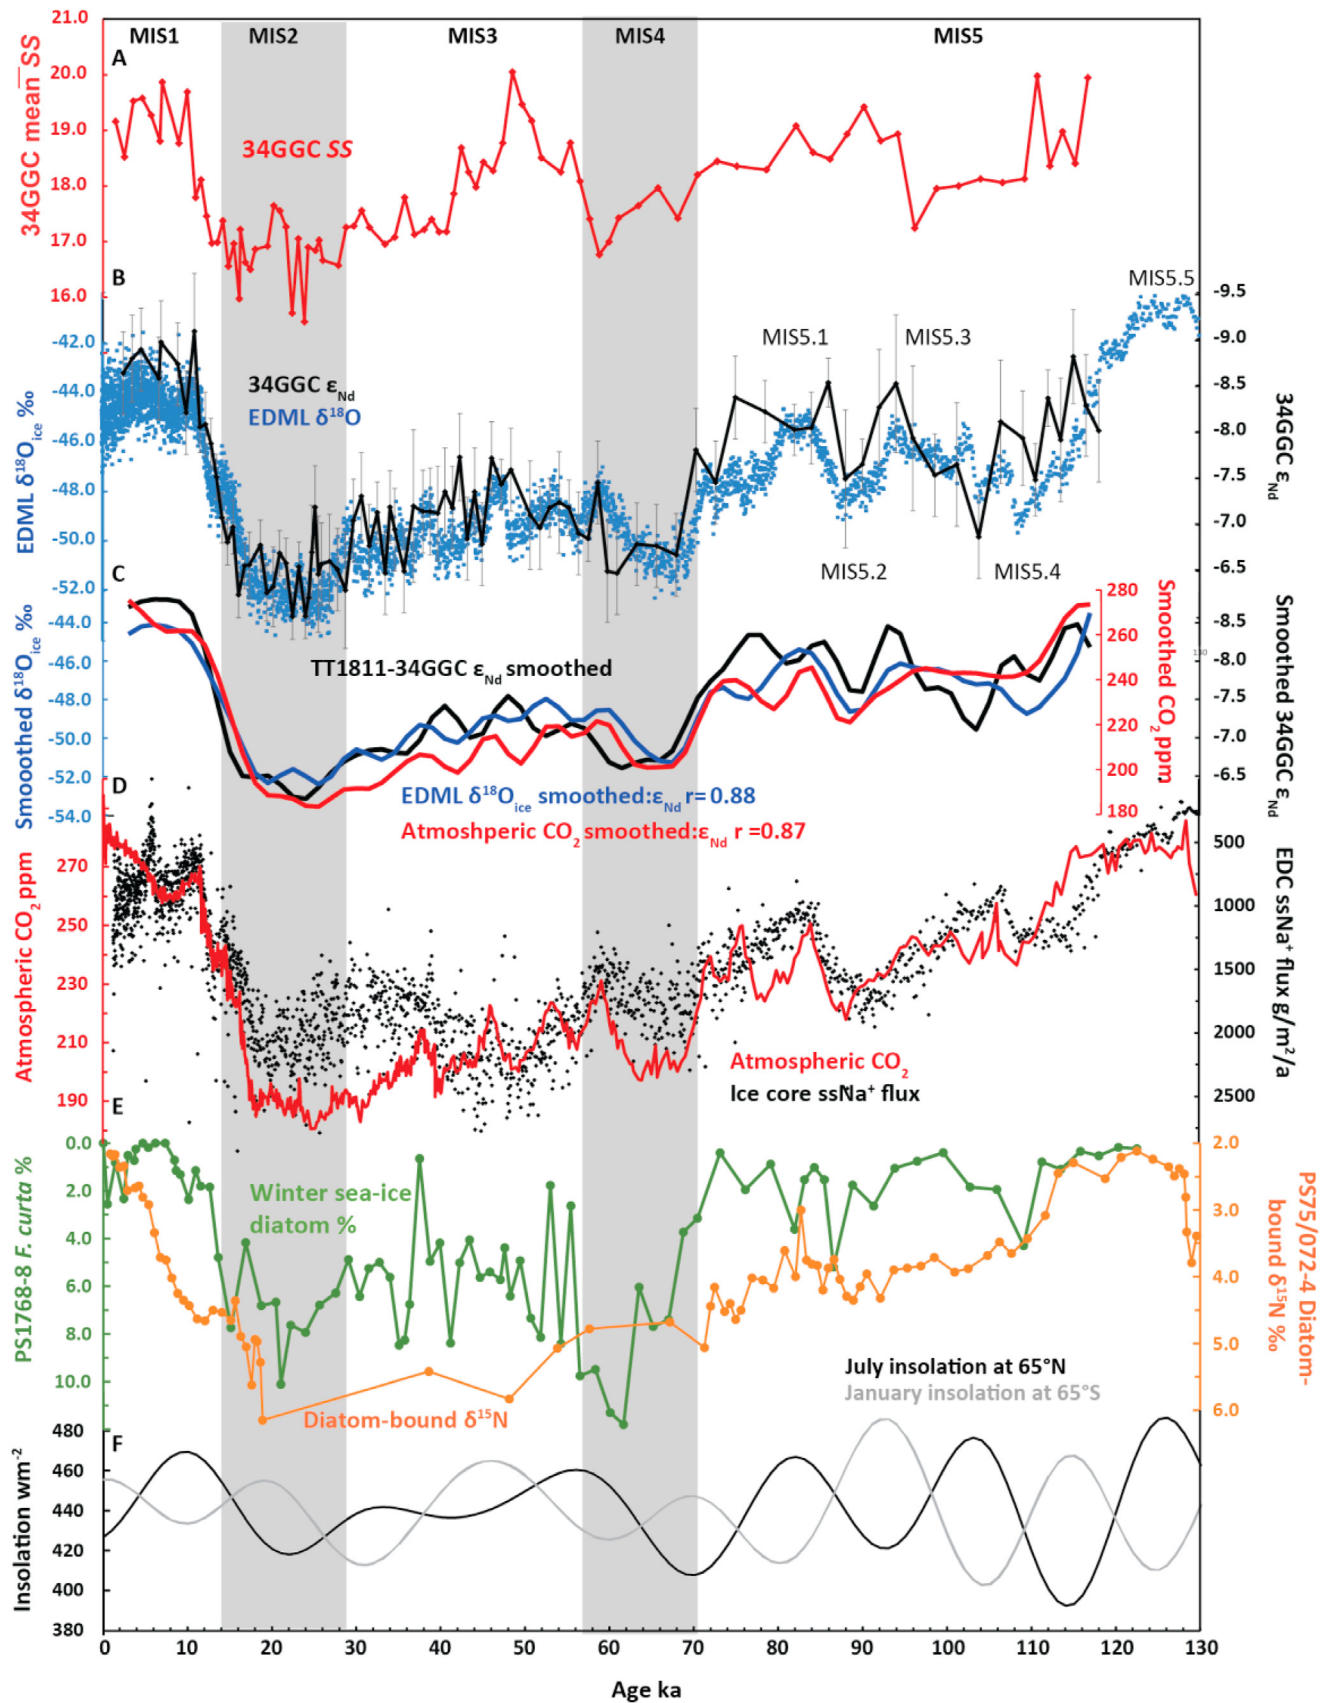 MIS1 MIS2 MIS3 MIS4 MIS5
A
21.0
20.0
19.0
18.0
17.0
16.0
34GGC mean SS
34GGC SS
B
MIS5.5
MIS5.1
MIS5.3
MIS5.2
MIS5.4
-42.0
-44.0
-46.0
-48.0
-50.0
-52.0
EDML δ18Oice ‰
34GGC εNd
EDML δ18O
-9.5
-9.0
-8.5
-8.0
-7.5
-7.0
-6.5
34GGC εNd
C
-44.0
-46.0
-48.0
-50.0
-52.0
-54.0
Smoothed δ18Oice ‰
TT1811-34GGC εNd smoothed
EDML δ18Oice smoothed:εNd r=0.88
Atmoshperic CO2 smoothed:εNd r =0.87
280
260
240
220
200
180
Smoothed CO2 ppm
130
-8.5
-8.0
-7.5
-7.0
-6.5
Smoothed 34GGC εNd
D
270
250
230
210
190
Atmospheric CO2 ppm
Atmospheric CO2
Ice core ssNa+ flux
500
1000
1500
2000
2500
EDC ssNa+ flux g/m2/a
E
0.0
2.0
4.0
6.0
8.0
10.0
PS1768-8 F. curta %
Winter sea-ice
diatom %
Diatom-bound δ15N
2.0
3.0
4.0
5.0
6.0
PS75/072-4 Diatom-
bound δ15N ‰
July insolation at 65°N
January insolation at 65°S
F
480
460
440
420
400
380
Insolation wm-2
0 10 20 30 40 50 60 70 80 90 100 110 120 130
Age ka